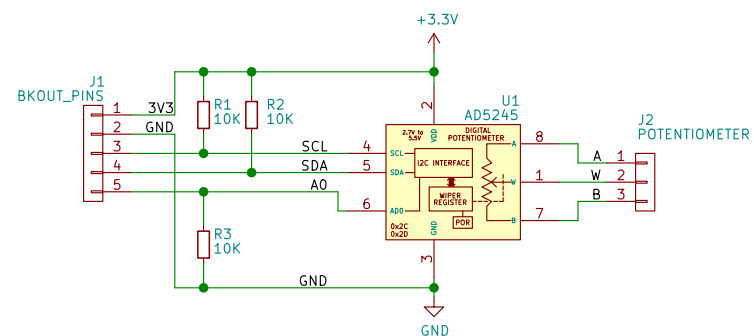 +3.3V
J1
BKOUT_PINS
1
3V3
2
GND
3
SCL
4
SDA
5
A0
R1
10K
R2
10K
R3
10K
GND
U1
AD5245
2
VDD
2.7V to
5.5V
DIGITAL
POTENTIOMETER
4
SCL
5
SDA
6
AD0
I2C INTERFACE
WIPER
REGISTER
POR
0x2C
0x2D
GND
3
A
8
W
1
B
7
J2
POTENTIOMETER
A
1
W
2
B
3
GND